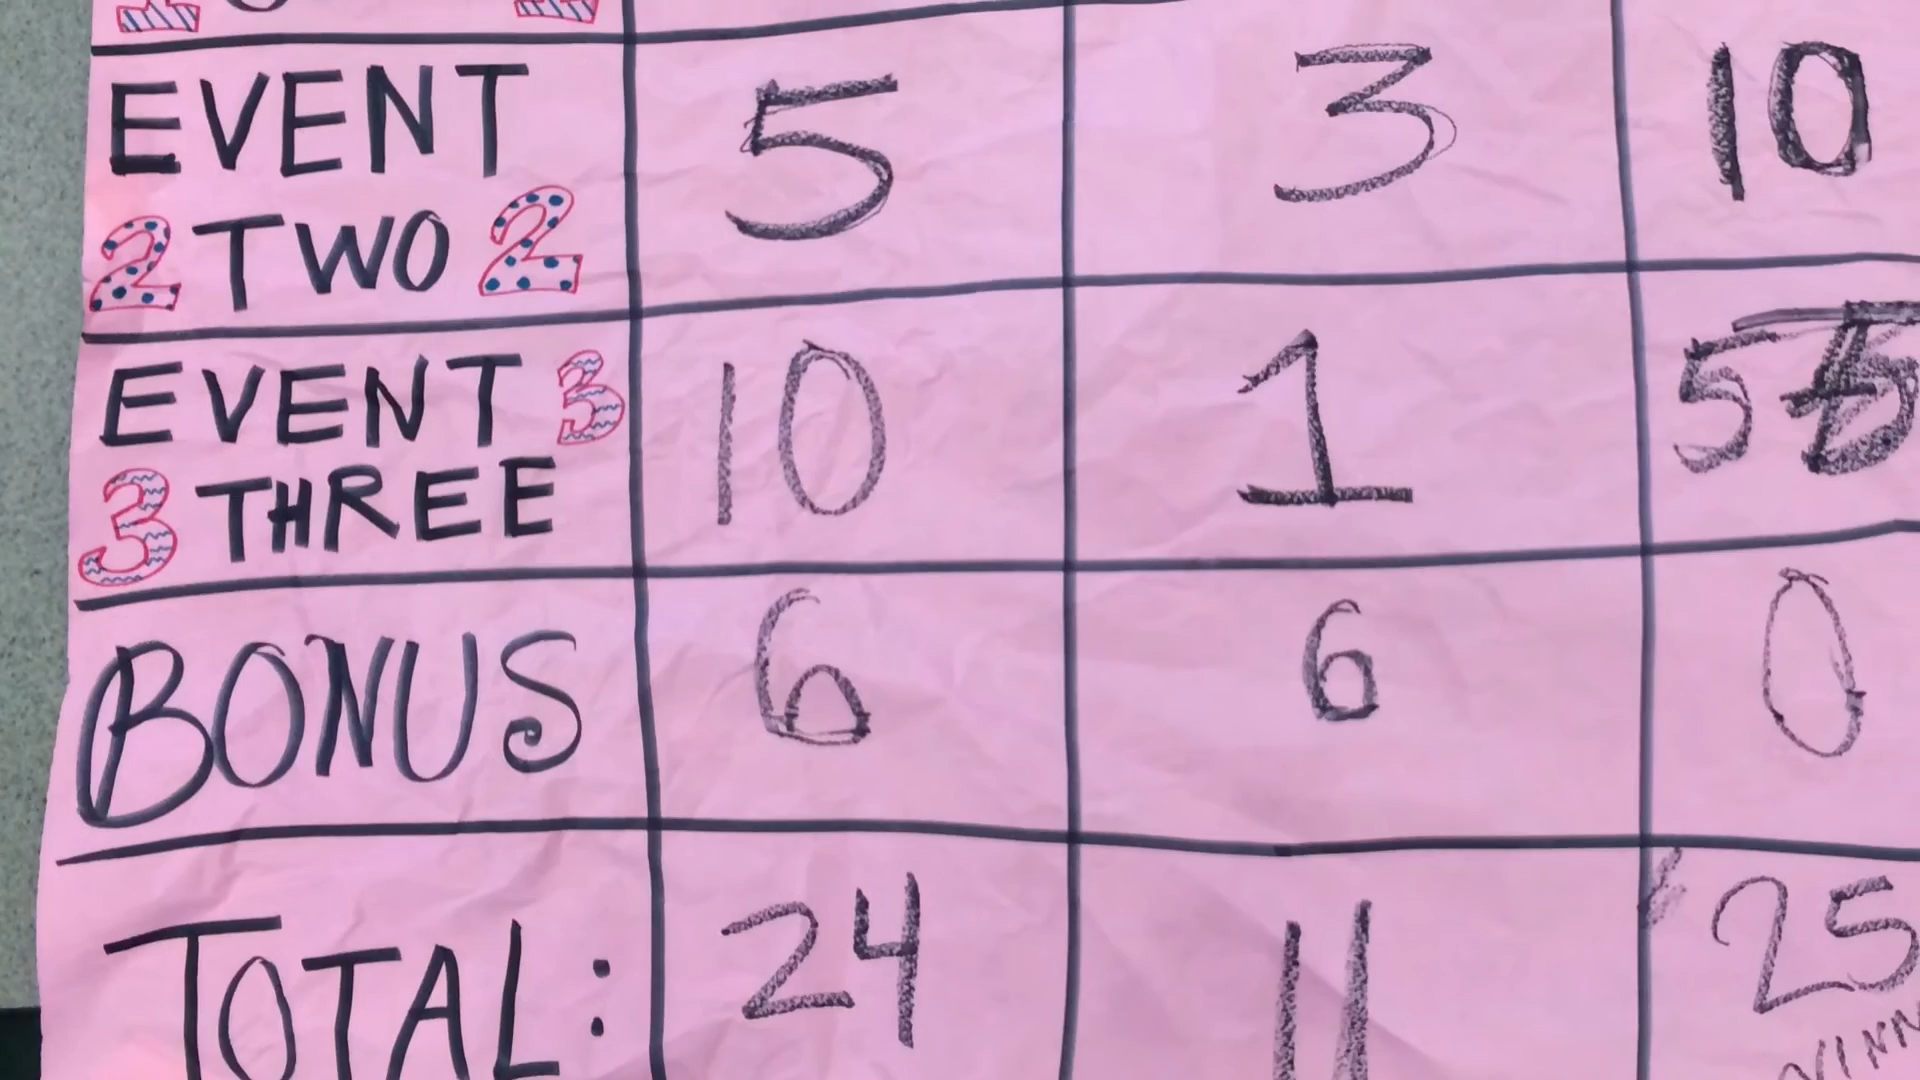 EVENT 5 3 10
2 TWO 2
EVENT 3 10 1 5
3 THREE
BONUS 6 6 0
TOTAL: 24 11 25